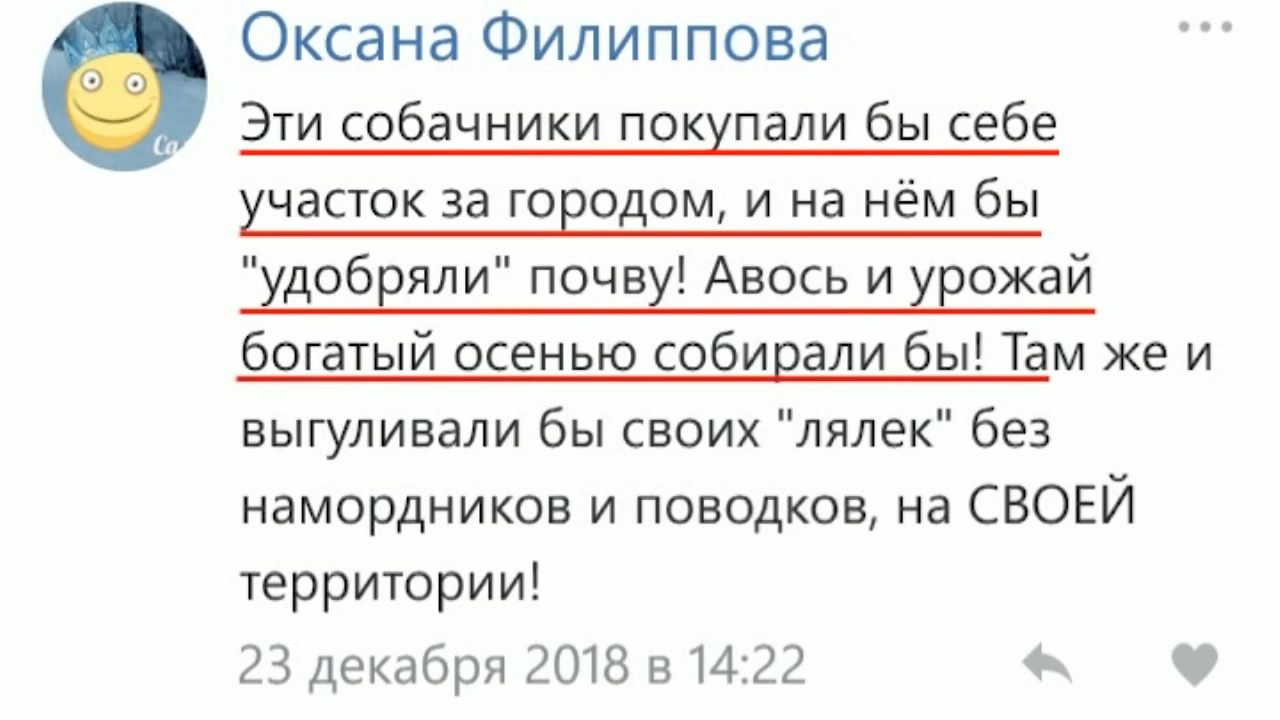 Оксана Филиппова
Эти собачники покупали бы себе
участок за городом, и на нём бы
"удобряли" почву! Авось и урожай
богатый осенью собирали бы! Там же и
выгуливали бы своих "лялек" без
намордников и поводков, на СВОЕЙ
территории!
23 декабря 2018 в 14:22